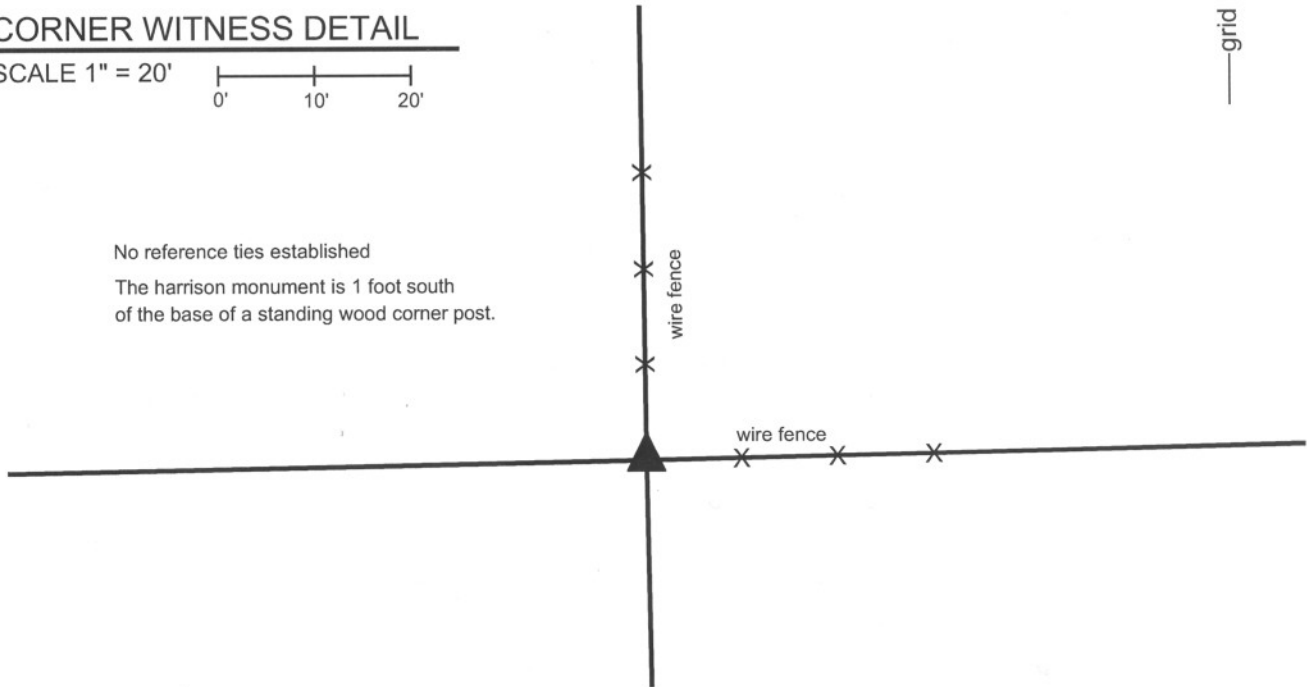 CORNER WITNESS DETAIL
SCALE 1" = 20'
0' 10' 20'
grid
No reference ties established
The harrison monument is 1 foot south
of the base of a standing wood corner post.
wire fence
wire fence